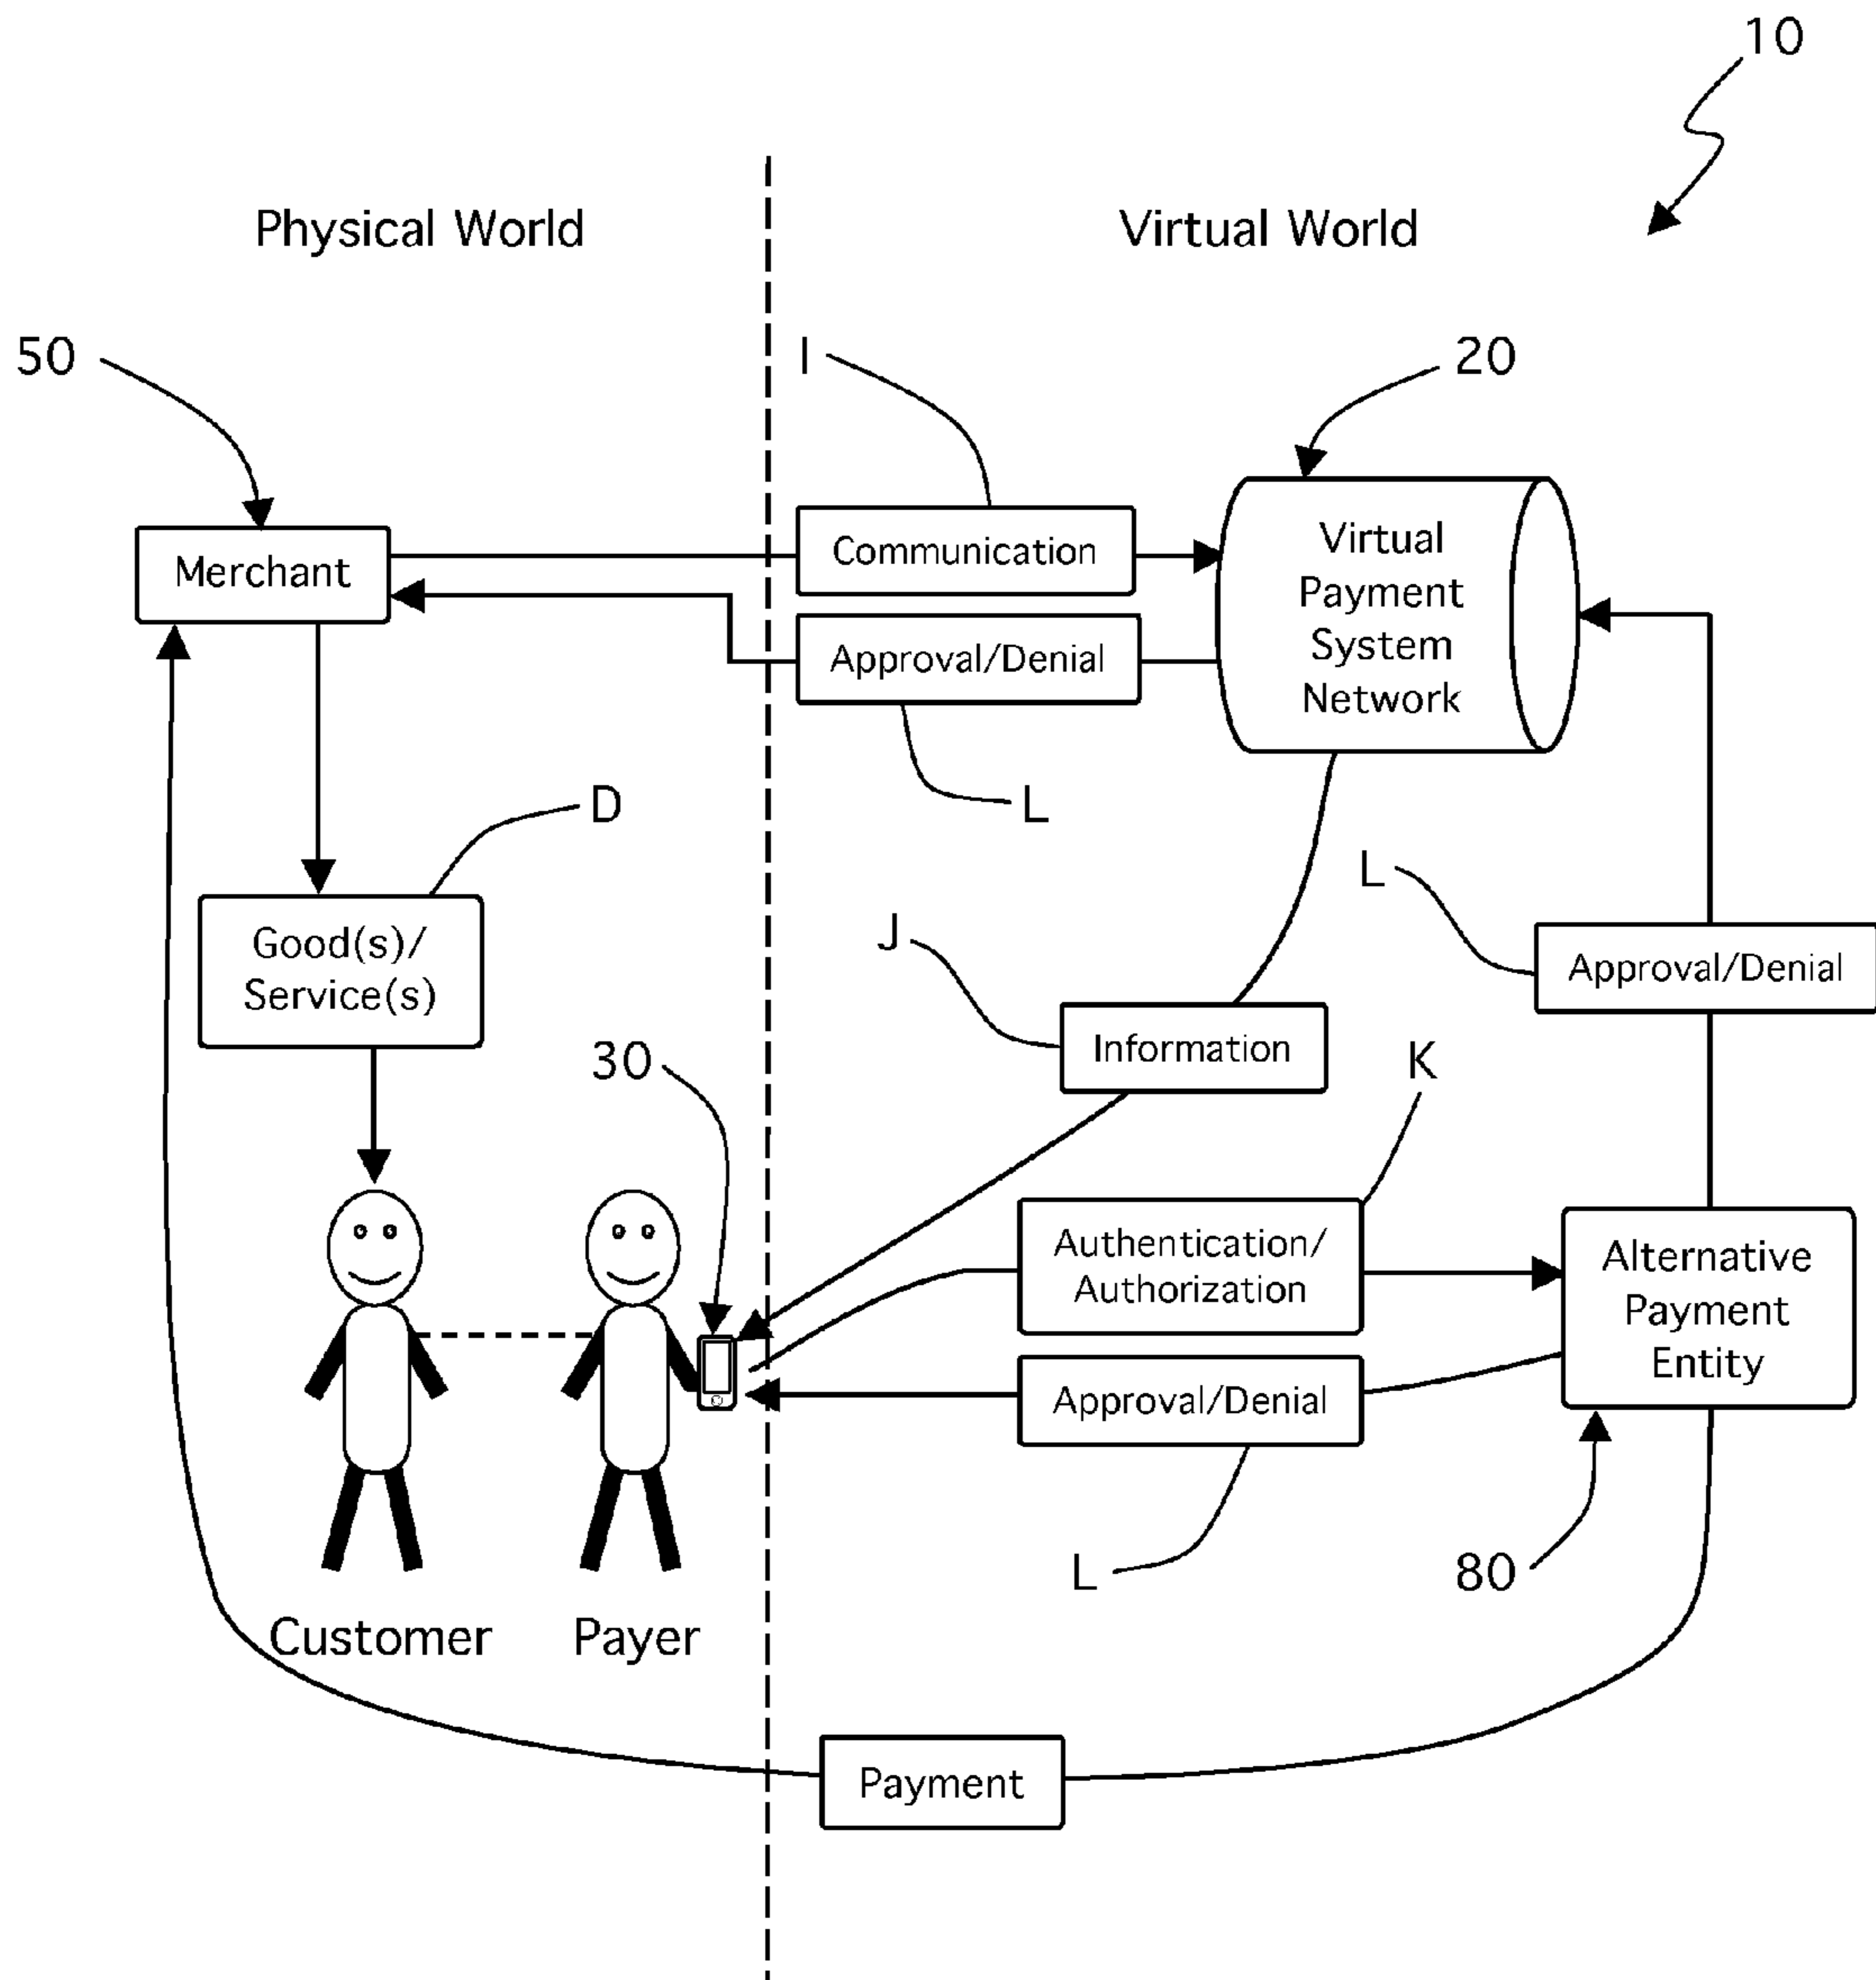 10
Physical World
Virtual World
50
I
20
Merchant
Communication
Virtual
Payment
System
Network
Approval/Denial
L
D
L
Good(s)/
Service(s)
J
Approval/Denial
Information
30
K
Authentication/
Authorization
Alternative
Payment
Entity
Approval/Denial
L
80
Customer
Payer
Payment